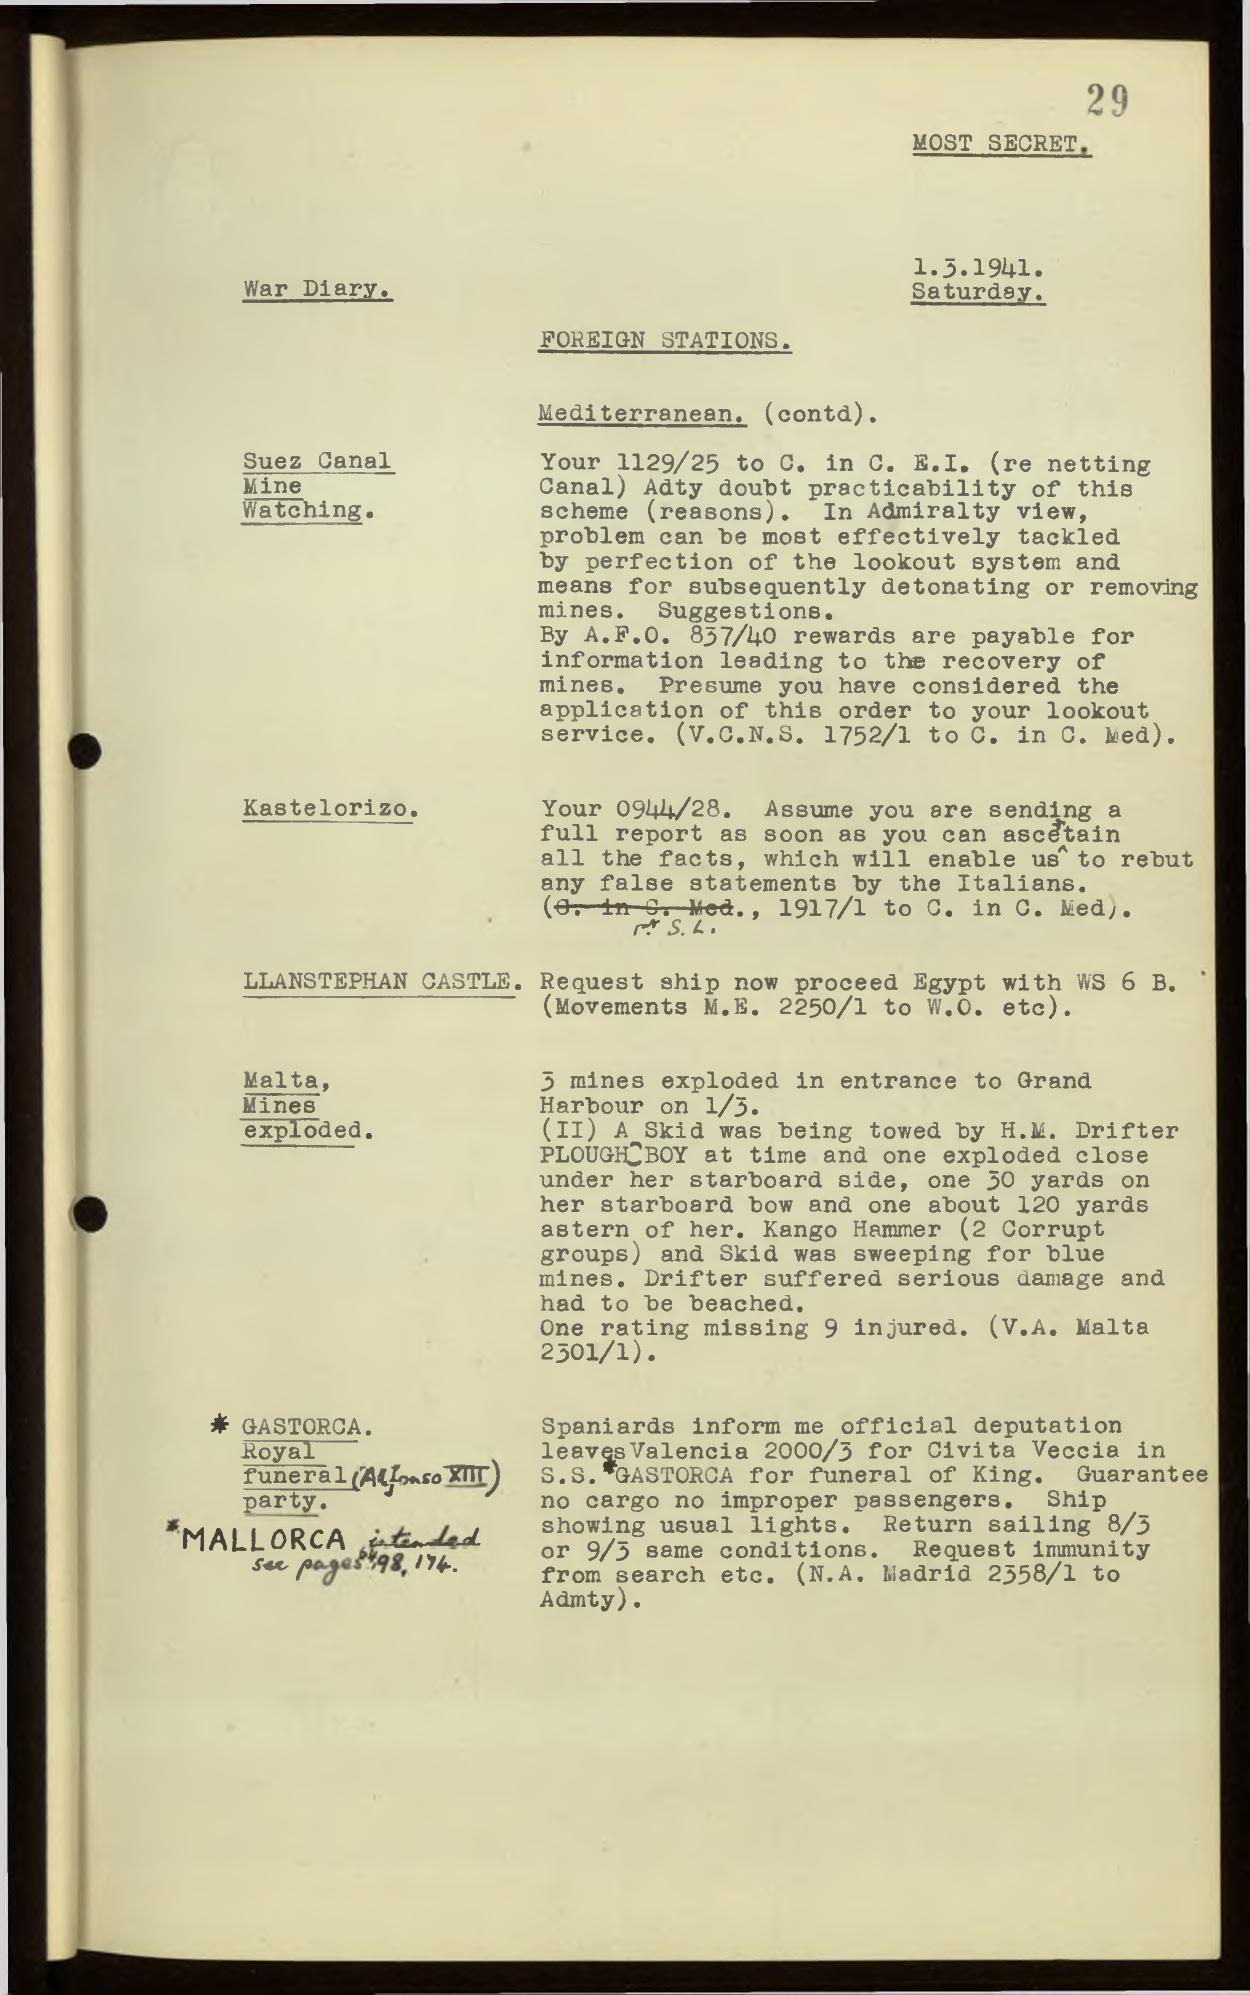 29
MOST SECRET.
1.3.1941.
War Diary.
Saturday.
FOREIGN STATIONS.
Mediterranean. (contd).
Suez Canal
Mine
Watching.
Your 1129/25 to C. in C. E.I. (re netting
Canal) Adty doubt practicability of this
scheme (reasons). In Admiralty view,
problem can be most effectively tackled
by perfection of the lookout system and
means for subsequently detonating or removing
mines. Suggestions.
By A.F.O. 837/40 rewards are payable for
information leading to the recovery of
mines. Presume you have considered the
application of this order to your lookout
service. (V.C.N.S. 1752/1 to C. in C. Med).
Kastelorizo.
Your 0944/28. Assume you are sending a
full report as soon as you can ascertain
all the facts, which will enable us to rebut
any false statements by the Italians.
(C. in C. Med., 1917/1 to C. in C. Med).
S.L.
LLANSTEPHAN CASTLE.
Request ship now proceed Egypt with WS 6 B.
(Movements M.E. 2250/1 to W.O. etc).
Malta,
Mines
exploded.
3 mines exploded in entrance to Grand
Harbour on 1/3.
(II) A Skid was being towed by H.M. Drifter
PLOUGH BOY at time and one exploded close
under her starboard side, one 30 yards on
her starboard bow and one about 120 yards
astern of her. Kango Hammer (2 Corrupt
groups) and Skid was sweeping for blue
mines. Drifter suffered serious damage and
had to be beached.
One rating missing 9 injured. (V.A. Malta
2301/1).
* GASTORCA.
Royal
funeral (Alfonso XIII)
party.
*MALLORCA intended
see pages 98, 174.
Spaniards inform me official deputation
leaves Valencia 2000/3 for Civita Veccia in
S.S. *GASTORCA for funeral of King. Guarantee
no cargo no improper passengers. Ship
showing usual lights. Return sailing 8/3
or 9/3 same conditions. Request immunity
from search etc. (N.A. Madrid 2358/1 to
Admty).